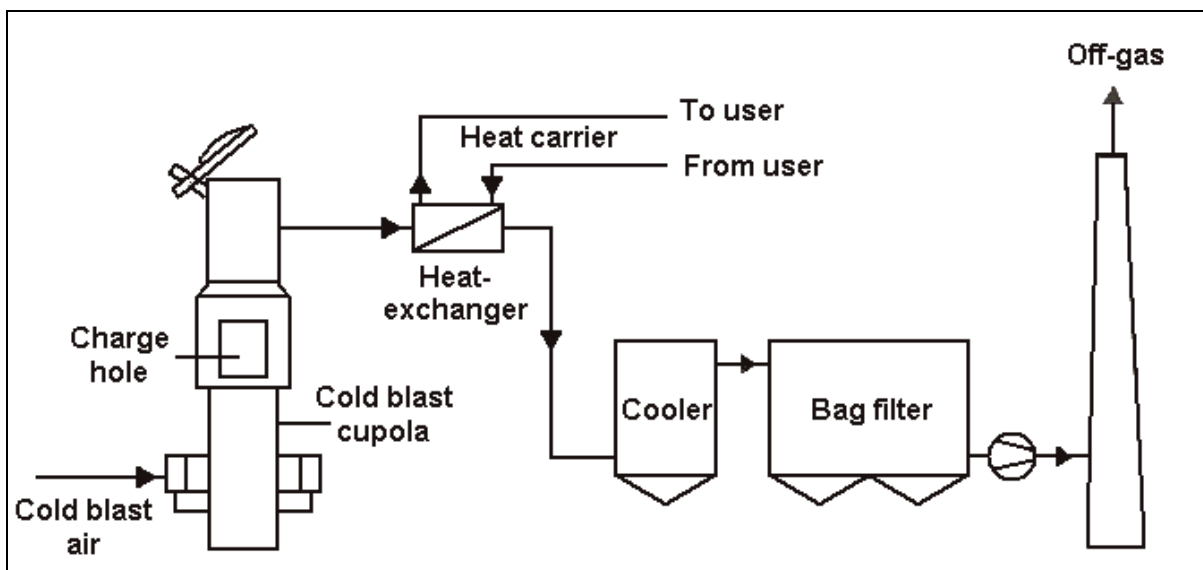 Off-gas
To user
Heat carrier
From user
Heat-
exchanger
Charge
hole
Cold blast
cupola
Cooler
Bag filter
Cold blast
air